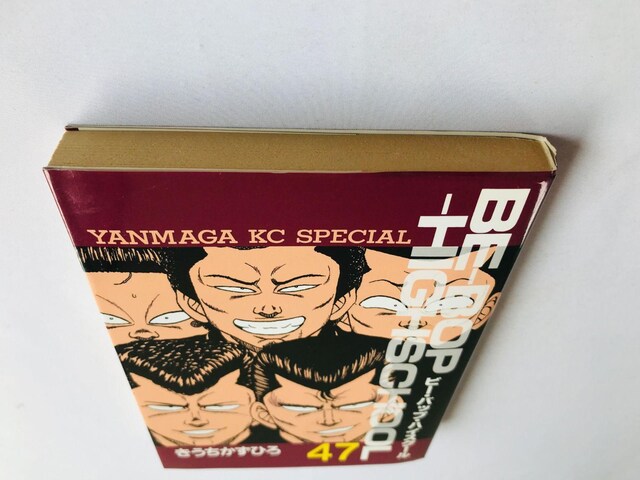 YANMAGA KC SPECIAL
BE-BOP
-HIGHSCHOOL
ビー・バップ・ハイスクール
47
きうちかずひろ